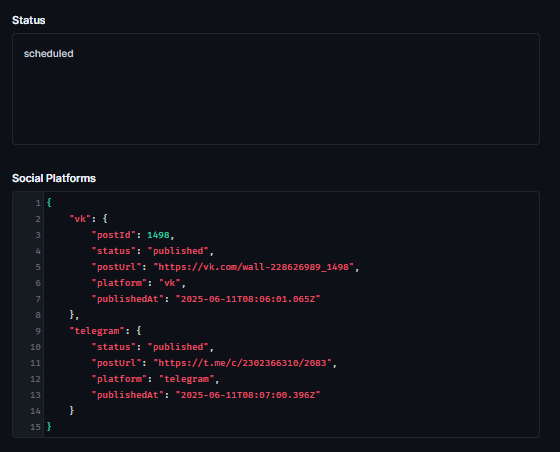 Status
scheduled
Social Platforms
1 {
2     "vk": {
3         "postId": 1498,
4         "status": "published",
5         "postUrl": "https://vk.com/wall-228626989_1498",
6         "platform": "vk",
7         "publishedAt": "2025-06-11T08:06:01.065Z"
8     },
9     "telegram": {
10         "status": "published",
11         "postUrl": "https://t.me/c/2302366310/2083",
12         "platform": "telegram",
13         "publishedAt": "2025-06-11T08:07:00.396Z"
14     }
15 }